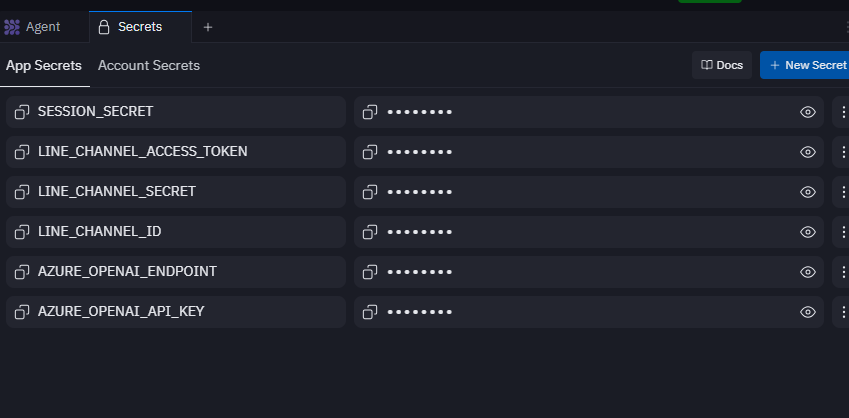 Agent
Secrets
App Secrets
Account Secrets
Docs
New Secret
SESSION_SECRET
LINE_CHANNEL_ACCESS_TOKEN
LINE_CHANNEL_SECRET
LINE_CHANNEL_ID
AZURE_OPENAI_ENDPOINT
AZURE_OPENAI_API_KEY